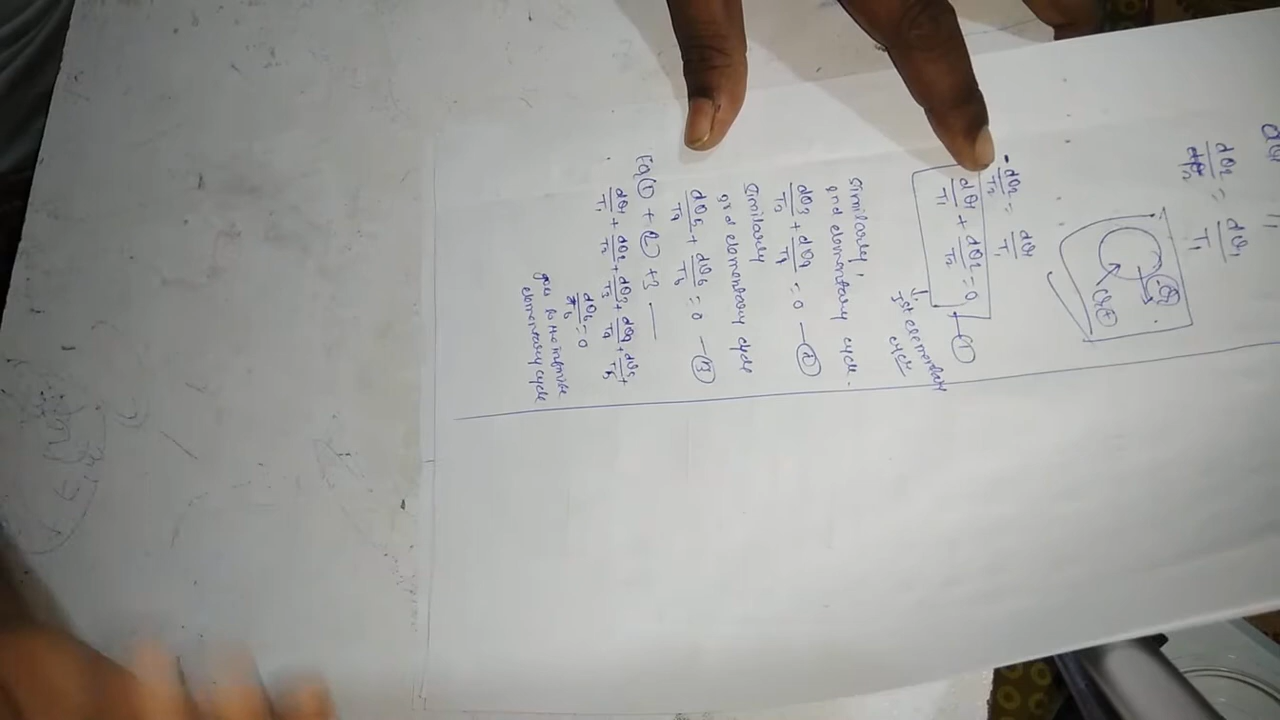 dQ2/T2 = dQ1/T1
-dQ2/T2 = dQ1/T1
dQ1/T1 + dQ2/T2 = 0 — ①
↓
Ist elementary
cycle
Similarly,
2nd elementary cycle.
dQ3/T3 + dQ4/T4 = 0 — ②
Similarly
3rd elementary cycle
dQ5/T5 + dQ6/T6 = 0 — ③
Eq ① + ② + 3 —
dQ1/T1 + dQ2/T2 + dQ3/T3 + dQ4/T4 + dQ5/T5 +
dQ6/T6 = 0
goes to the infinise
elementary cycle